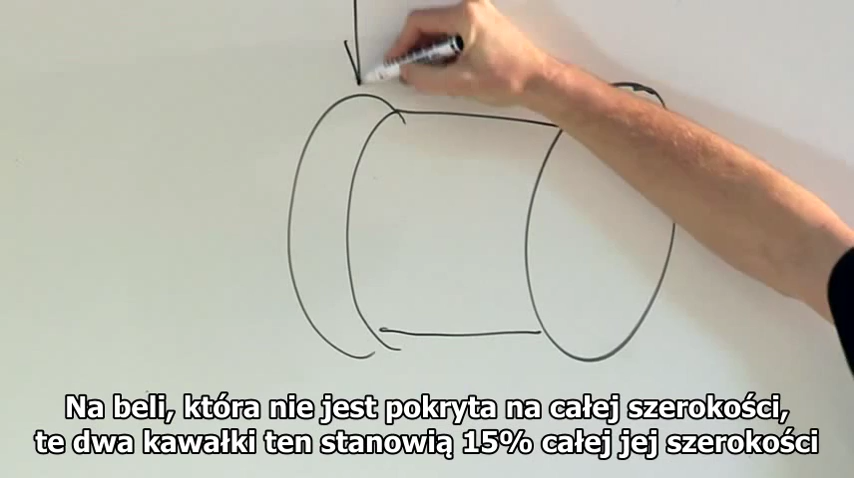 Na beli, która nie jest pokryta na całej szerokości,
te dwa kawałki ten stanowią 15% całej jej szerokości